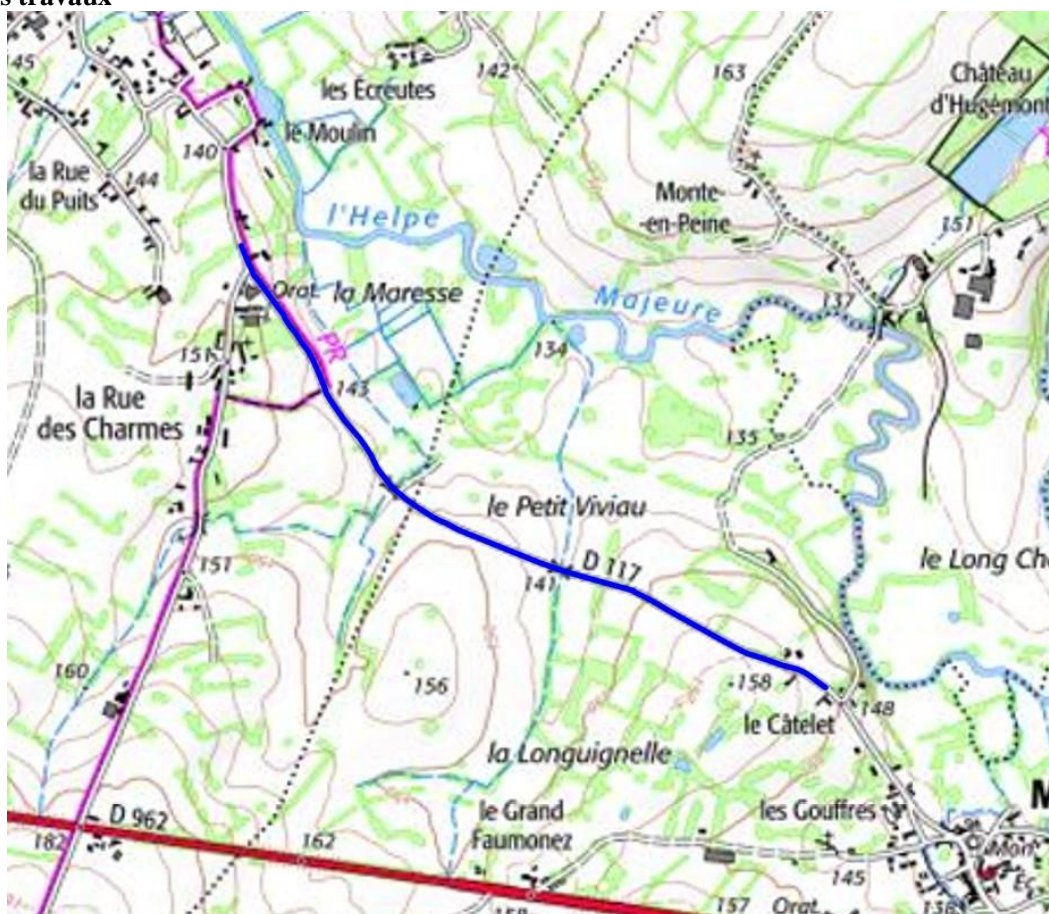 s travaux
45
les Écreutes
142
163
Château
d'Hugémont
le Moulin
140
la Rue
du Puits
144
Monte-
-en-Peine
151
l'Helpe
Majeure
137
Orat.
la Maresse
PR
134
151
143
la Rue
des Charmes
135
le Petit Viviau
D 117
141
le Long Ch
151
160
156
158
148
le Câtelet
la Longuignelle
le Grand
Faumonez
les Gouffres
M
D 962
182
162
Mon
145
157
Orat.
136